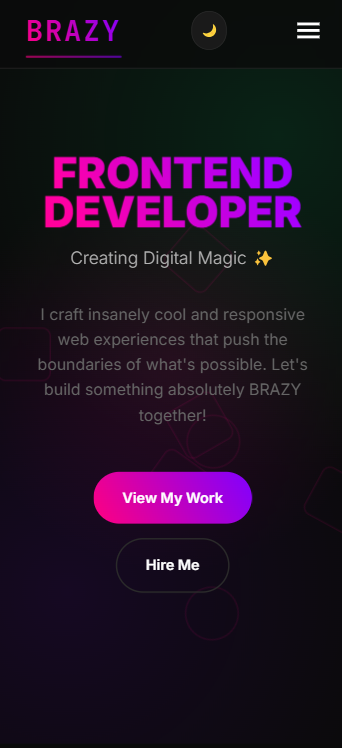 BRAZY
FRONTEND
DEVELOPER
Creating Digital Magic ✨
I craft insanely cool and responsive
web experiences that push the
boundaries of what's possible. Let's
build something absolutely BRAZY
together!
View My Work
Hire Me